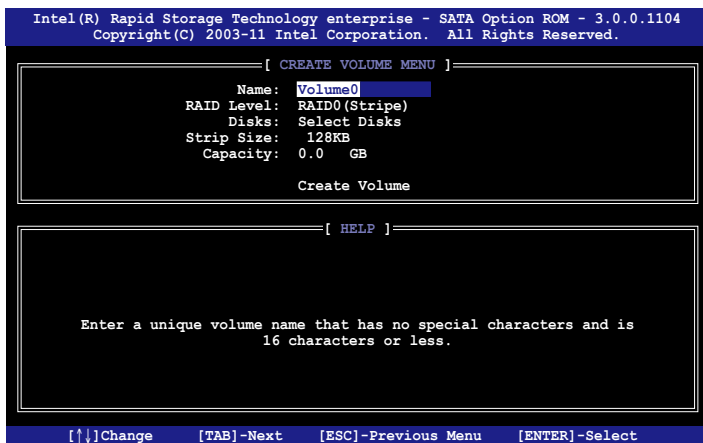 Intel(R) Rapid Storage Technology enterprise - SATA Option ROM - 3.0.0.1104
Copyright(C) 2003-11 Intel Corporation. All Rights Reserved.
[ CREATE VOLUME MENU ]
Name: Volume0
RAID Level: RAID0(Stripe)
Disks: Select Disks
Strip Size: 128KB
Capacity: 0.0 GB
Create Volume
[ HELP ]
Enter a unique volume name that has no special characters and is
16 characters or less.
[↑↓]Change [TAB]-Next [ESC]-Previous Menu [ENTER]-Select